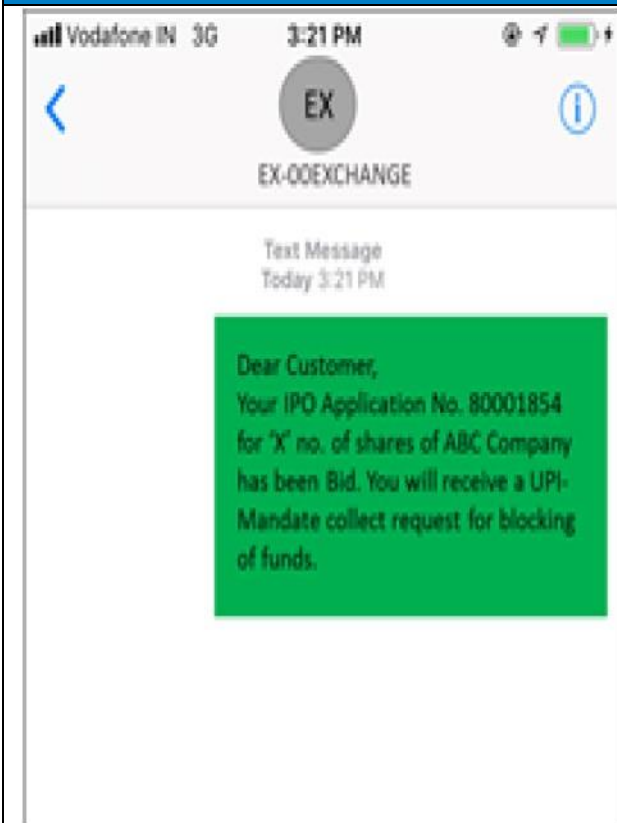 Vodafone IN 3G 3:21 PM
EX
EX-00EXCHANGE
Text Message
Today 3:21 PM
Dear Customer,
Your IPO Application No. 80001854
for 'X' no. of shares of ABC Company
has been Bid. You will receive a UPI-
Mandate collect request for blocking
of funds.